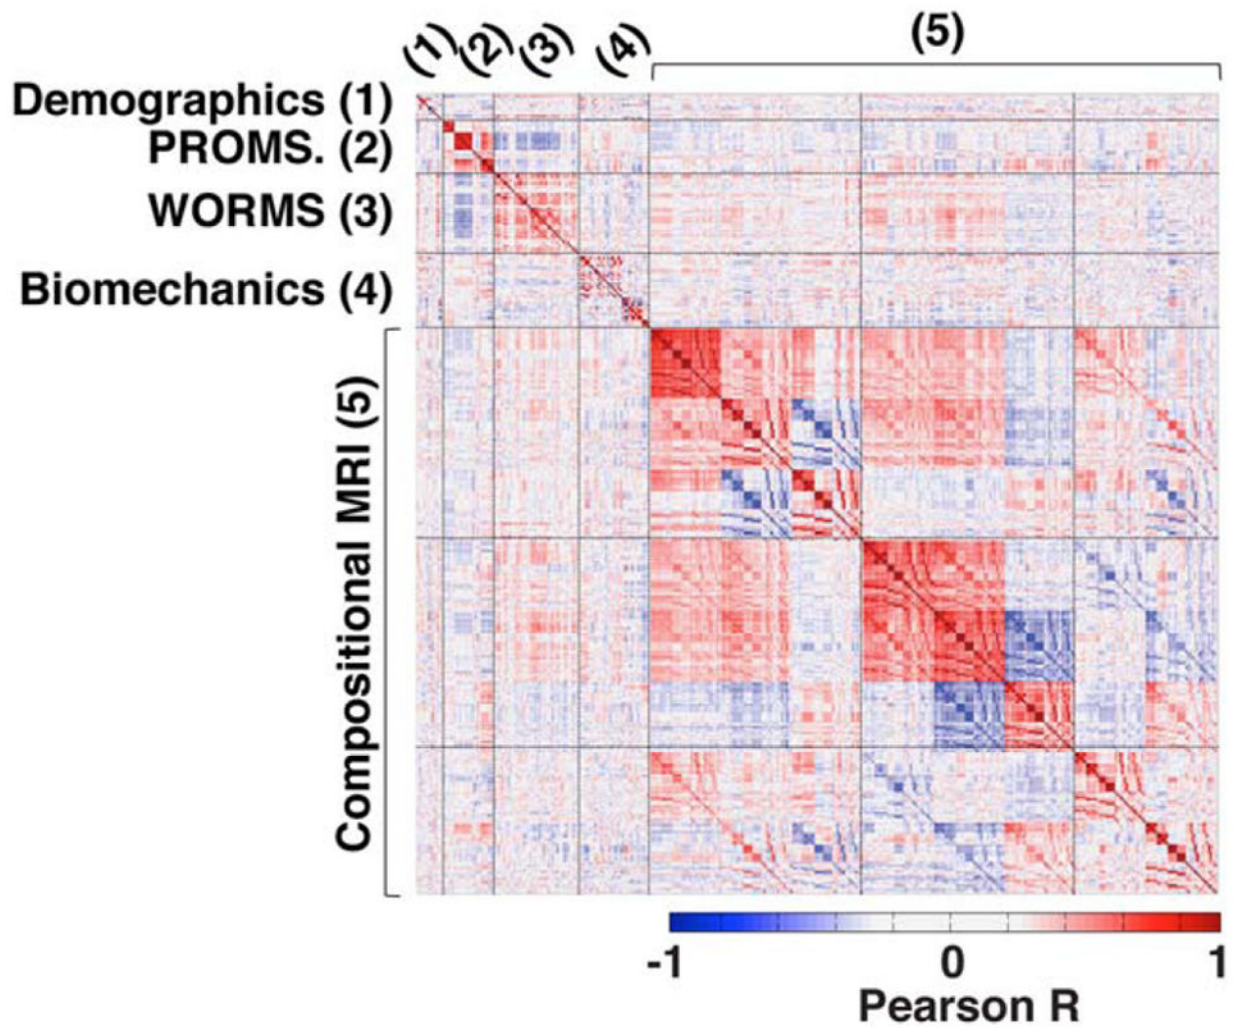 (1) (2) (3) (4) (5)
Demographics (1)
PROMS. (2)
WORMS (3)
Biomechanics (4)
Compositional MRI (5)
-1 0 1
Pearson R